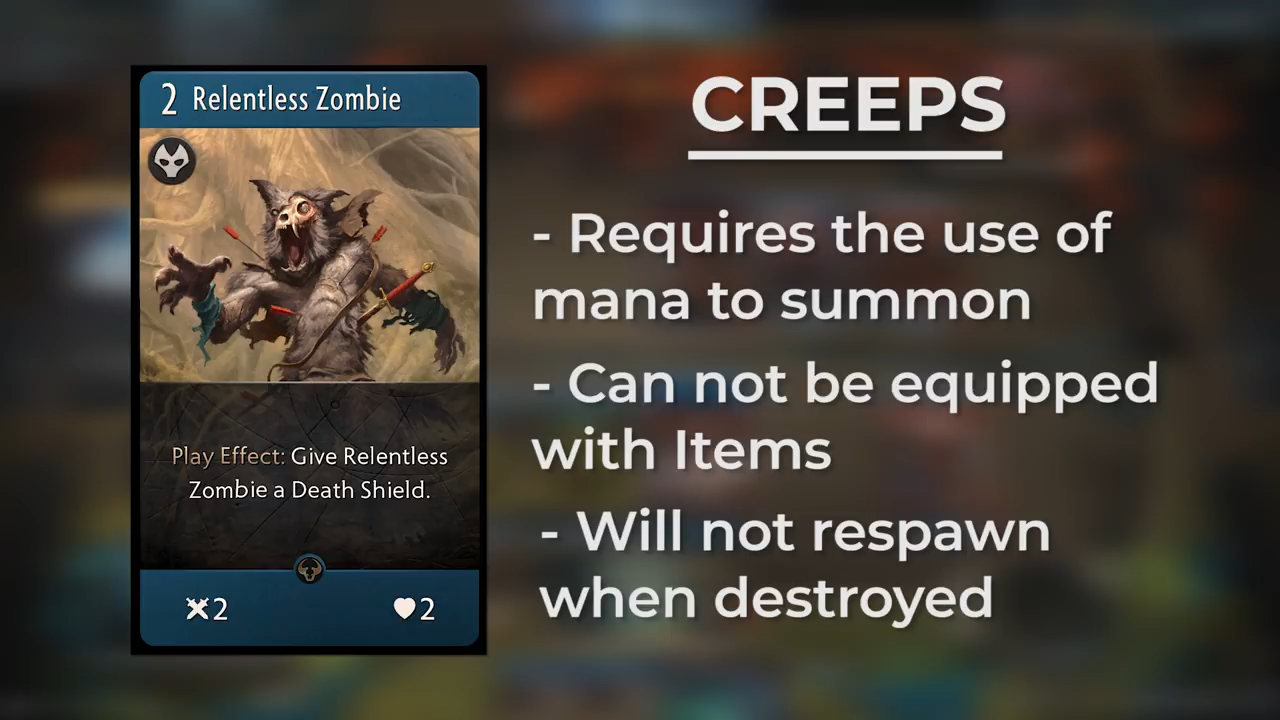 2 Relentless Zombie
Play Effect: Give Relentless
Zombie a Death Shield.
2 2
CREEPS
- Requires the use of
mana to summon
- Can not be equipped
with Items
- Will not respawn
when destroyed